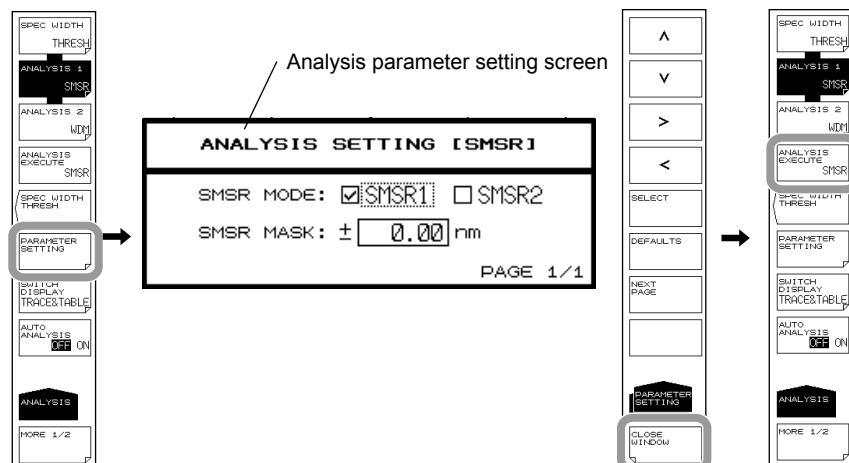 SPEC WIDTH
THRESH
ANALYSIS 1
SMSR
ANALYSIS 2
WDM
ANALYSIS
EXECUTE
SMSR
SPEC WIDTH
THRESH
PARAMETER
SETTING
SWITCH
DISPLAY
TRACE&TABLE
AUTO
ANALYSIS
OFF ON
ANALYSIS
MORE 1/2
Analysis parameter setting screen
ANALYSIS SETTING [SMSR]
SMSR MODE: ☑SMSR1 ☐SMSR2
SMSR MASK: ± 0.00 nm
PAGE 1/1
∧
∨
>
<
SELECT
DEFAULTS
NEXT
PAGE
PARAMETER
SETTING
CLOSE
WINDOW
SPEC WIDTH
THRESH
ANALYSIS 1
SMSR
ANALYSIS 2
WDM
ANALYSIS
EXECUTE
SMSR
SPEC WIDTH
THRESH
PARAMETER
SETTING
SWITCH
DISPLAY
TRACE&TABLE
AUTO
ANALYSIS
OFF ON
ANALYSIS
MORE 1/2